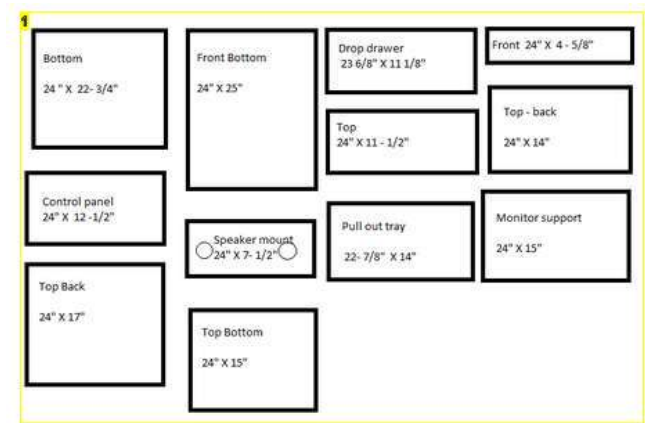 1
Bottom
24 " X 22- 3/4"
Front Bottom
24" X 25"
Drop drawer
23 6/8" X 11 1/8"
Front 24" X 4 - 5/8"
Top
24" X 11 - 1/2"
Top - back
24" X 14"
Control panel
24" X 12 -1/2"
Speaker mount
24" X 7- 1/2"
Pull out tray
22- 7/8" X 14"
Monitor support
24" X 15"
Top Back
24" X 17"
Top Bottom
24" X 15"